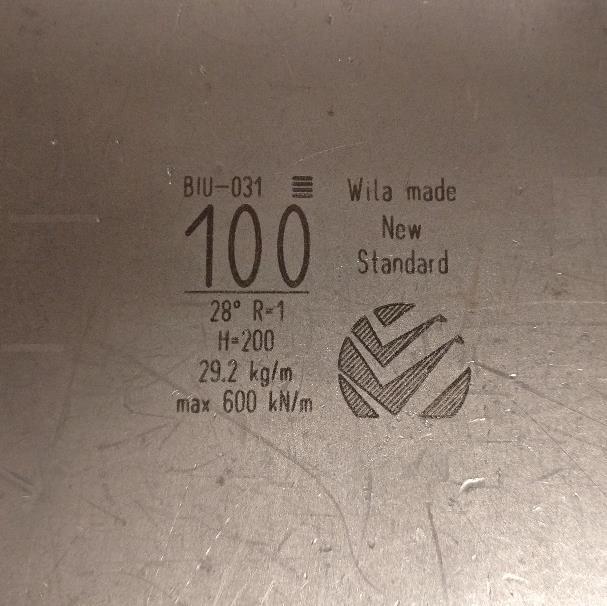 BIU-031
100
28° R=1
H=200
29.2 kg/m
max 600 kN/m
Wila made
New
Standard